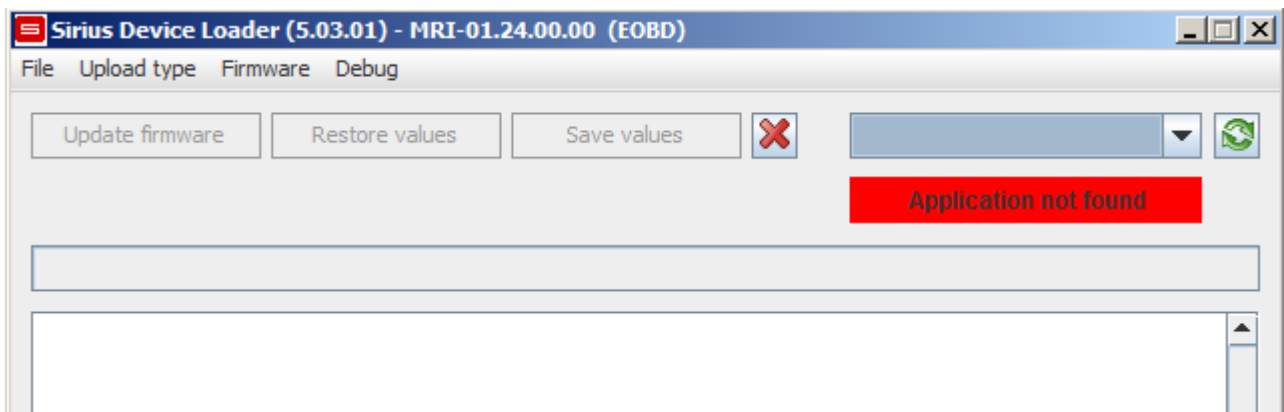 Sirius Device Loader (5.03.01) - MRI-01.24.00.00 (EOBD)
File Upload type Firmware Debug
Update firmware Restore values Save values
Application not found